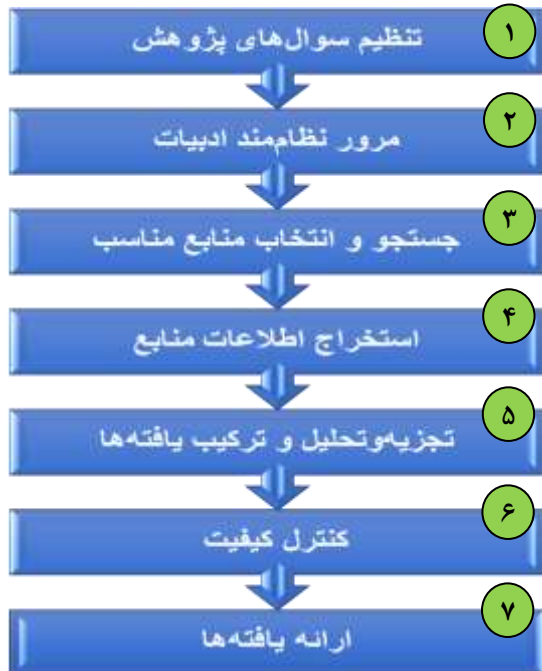 ۱
تنظیم سوال‌های پژوهش
۲
مرور نظام‌مند ادبیات
۳
جستجو و انتخاب منابع مناسب
۴
استخراج اطلاعات منابع
۵
تجزیه‌وتحلیل و ترکیب یافته‌ها
۶
کنترل کیفیت
۷
ارائه یافته‌ها